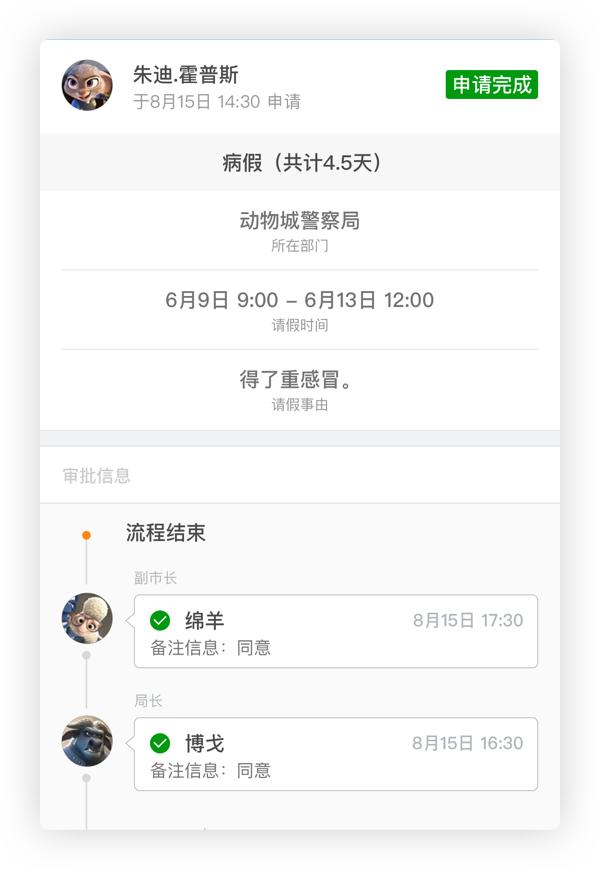 朱迪.霍普斯
于8月15日 14:30 申请
申请完成
病假（共计4.5天）
动物城警察局
所在部门
6月9日 9:00 – 6月13日 12:00
请假时间
得了重感冒。
请假事由
审批信息
流程结束
副市长
绵羊
8月15日 17:30
备注信息：同意
局长
博戈
8月15日 16:30
备注信息：同意